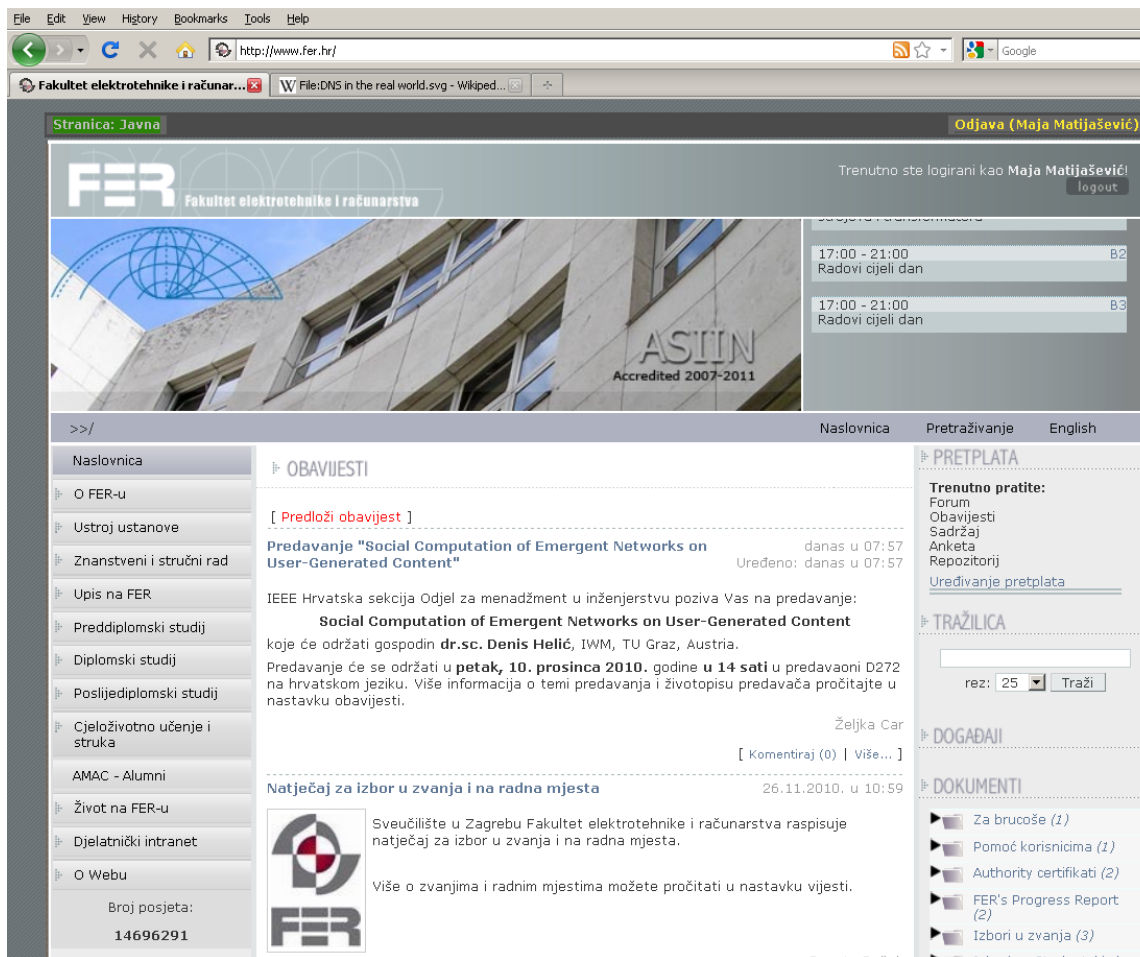 File Edit View History Bookmarks Tools Help
http://www.fer.hr/
Google
Fakultet elektrotehnike i računar...
W File:DNS in the real world.svg - Wikiped...
Stranica: Javna
Odjava (Maja Matijašević)
FER
Fakultet elektrotehnike i računarstva
Trenutno ste logirani kao Maja Matijašević!
logout
17:00 - 21:00 B2
Radovi cijeli dan
17:00 - 21:00 B3
Radovi cijeli dan
ASIIN
Accredited 2007-2011
>>/
Naslovnica Pretraživanje English
Naslovnica
O FER-u
Ustroj ustanove
Znanstveni i stručni rad
Upis na FER
Preddiplomski studij
Diplomski studij
Poslijediplomski studij
Cjeloživotno učenje i
struka
AMAC - Alumni
Život na FER-u
Djelatnički intranet
O Webu
Broj posjeta:
14696291
OBAVIJESTI
[ Predloži obavijest ]
Predavanje "Social Computation of Emergent Networks on
User-Generated Content"
danas u 07:57
Uređeno: danas u 07:57
IEEE Hrvatska sekcija Odjel za menadžment u inženjerstvu poziva Vas na predavanje:
Social Computation of Emergent Networks on User-Generated Content
koje će održati gospodin dr.sc. Denis Helić, IWM, TU Graz, Austria.
Predavanje će se održati u petak, 10. prosinca 2010. godine u 14 sati u predavaoni D272
na hrvatskom jeziku. Više informacija o temi predavanja i životopisu predavača pročitajte u
nastavku obavijesti.
Željka Car
[ Komentiraj (0) | Više... ]
Natječaj za izbor u zvanja i na radna mjesta
26.11.2010. u 10:59
Sveučilište u Zagrebu Fakultet elektrotehnike i računarstva raspisuje
natječaj za izbor u zvanja i na radna mjesta.
Više o zvanjima i radnim mjestima možete pročitati u nastavku vijesti.
FER
PRETPLATA
Trenutno pratite:
Forum
Obavijesti
Sadržaj
Anketa
Repozitorij
Uređivanje pretplata
TRAŽILICA
rez: 25 Traži
DOGAĐAJI
DOKUMENTI
Za brucoše (1)
Pomoć korisnicima (1)
Authority certifikati (2)
FER's Progress Report
(2)
Izbori u zvanja (3)